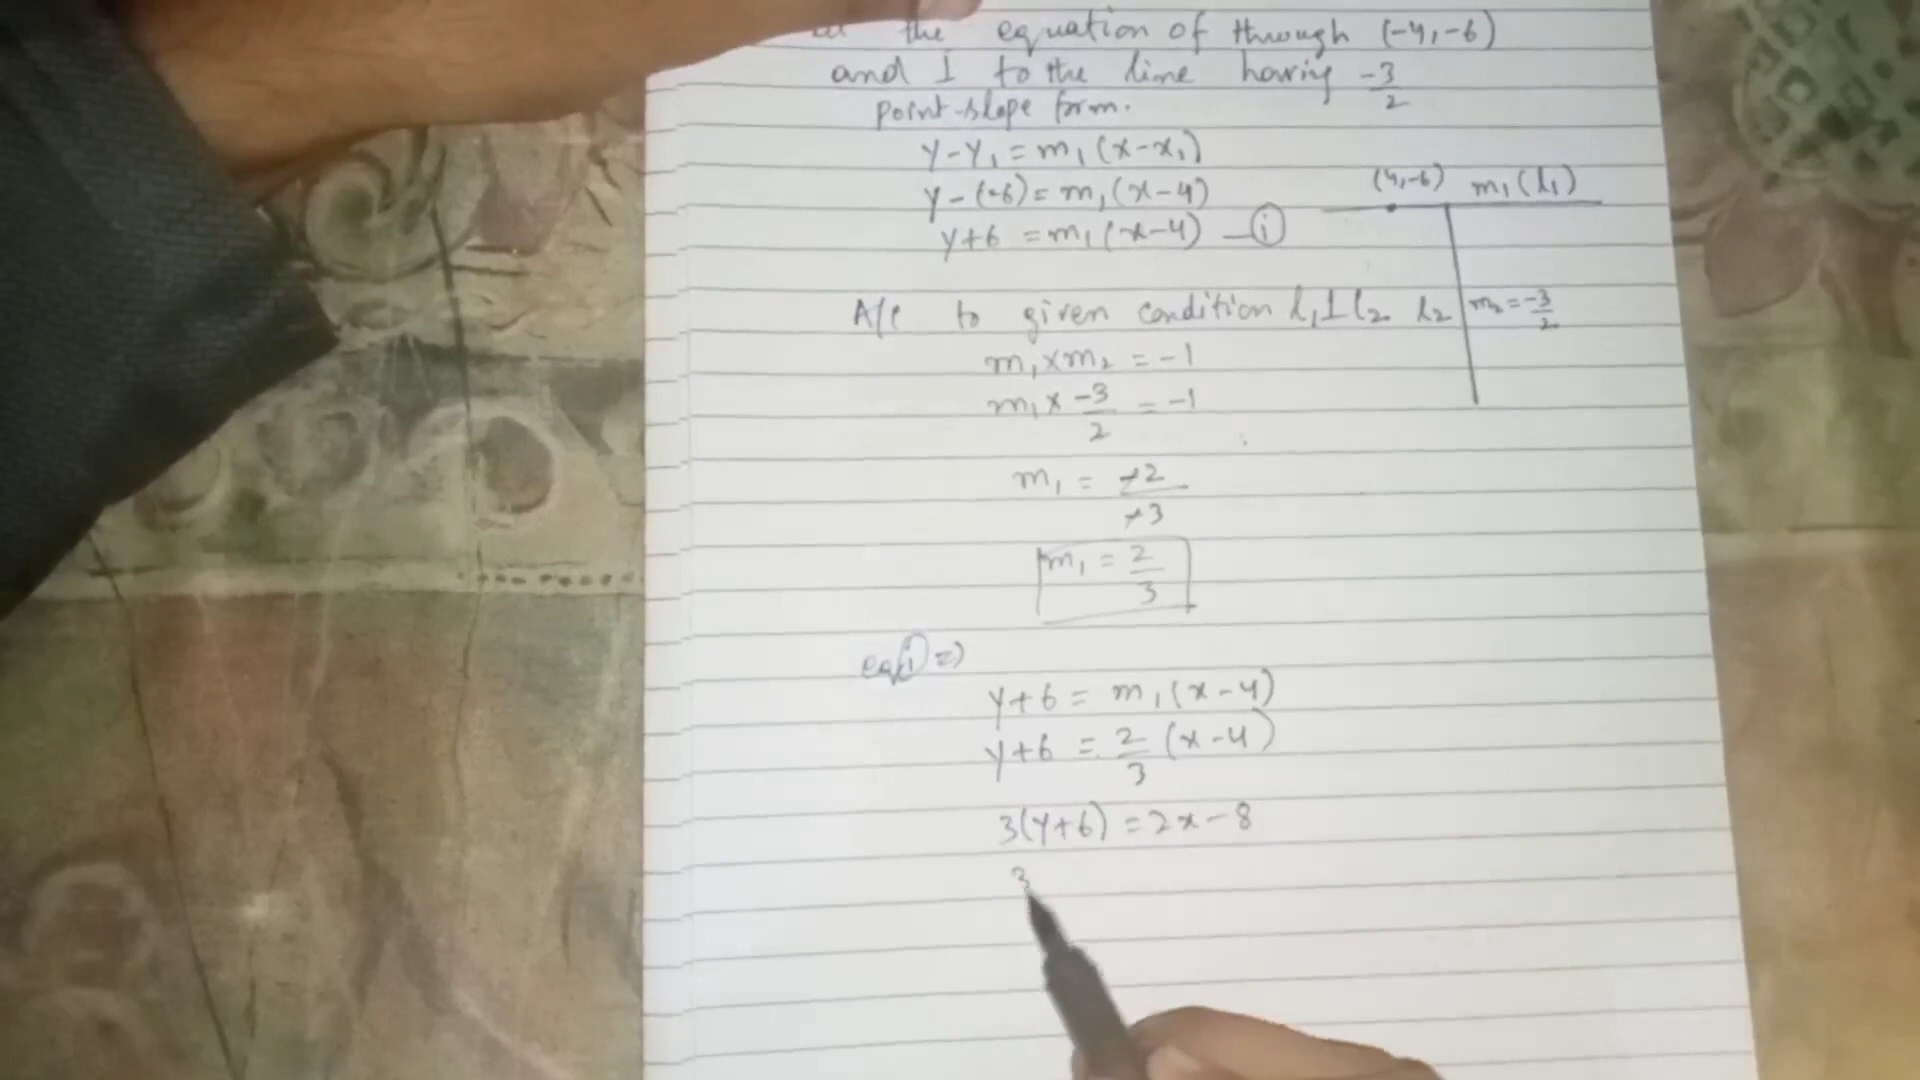 the equation of through (-4,-6)
and ⊥ to the line having -3/2
point-slope form.
y-y₁ = m₁(x-x₁)
y-(-6) = m₁(x-4)
y+6 = m₁(x-4) —(i)
(4,-6) m₁(l₁)
A/c to given condition l₁⊥l₂
l₂ m₂ = -3/2
m₁×m₂ = -1
m₁× -3/2 = -1
m₁ = -2/-3
m₁ = 2/3
eq(i) =>
y+6 = m₁(x-4)
y+6 = 2/3 (x-4)
3(y+6) = 2x-8
3